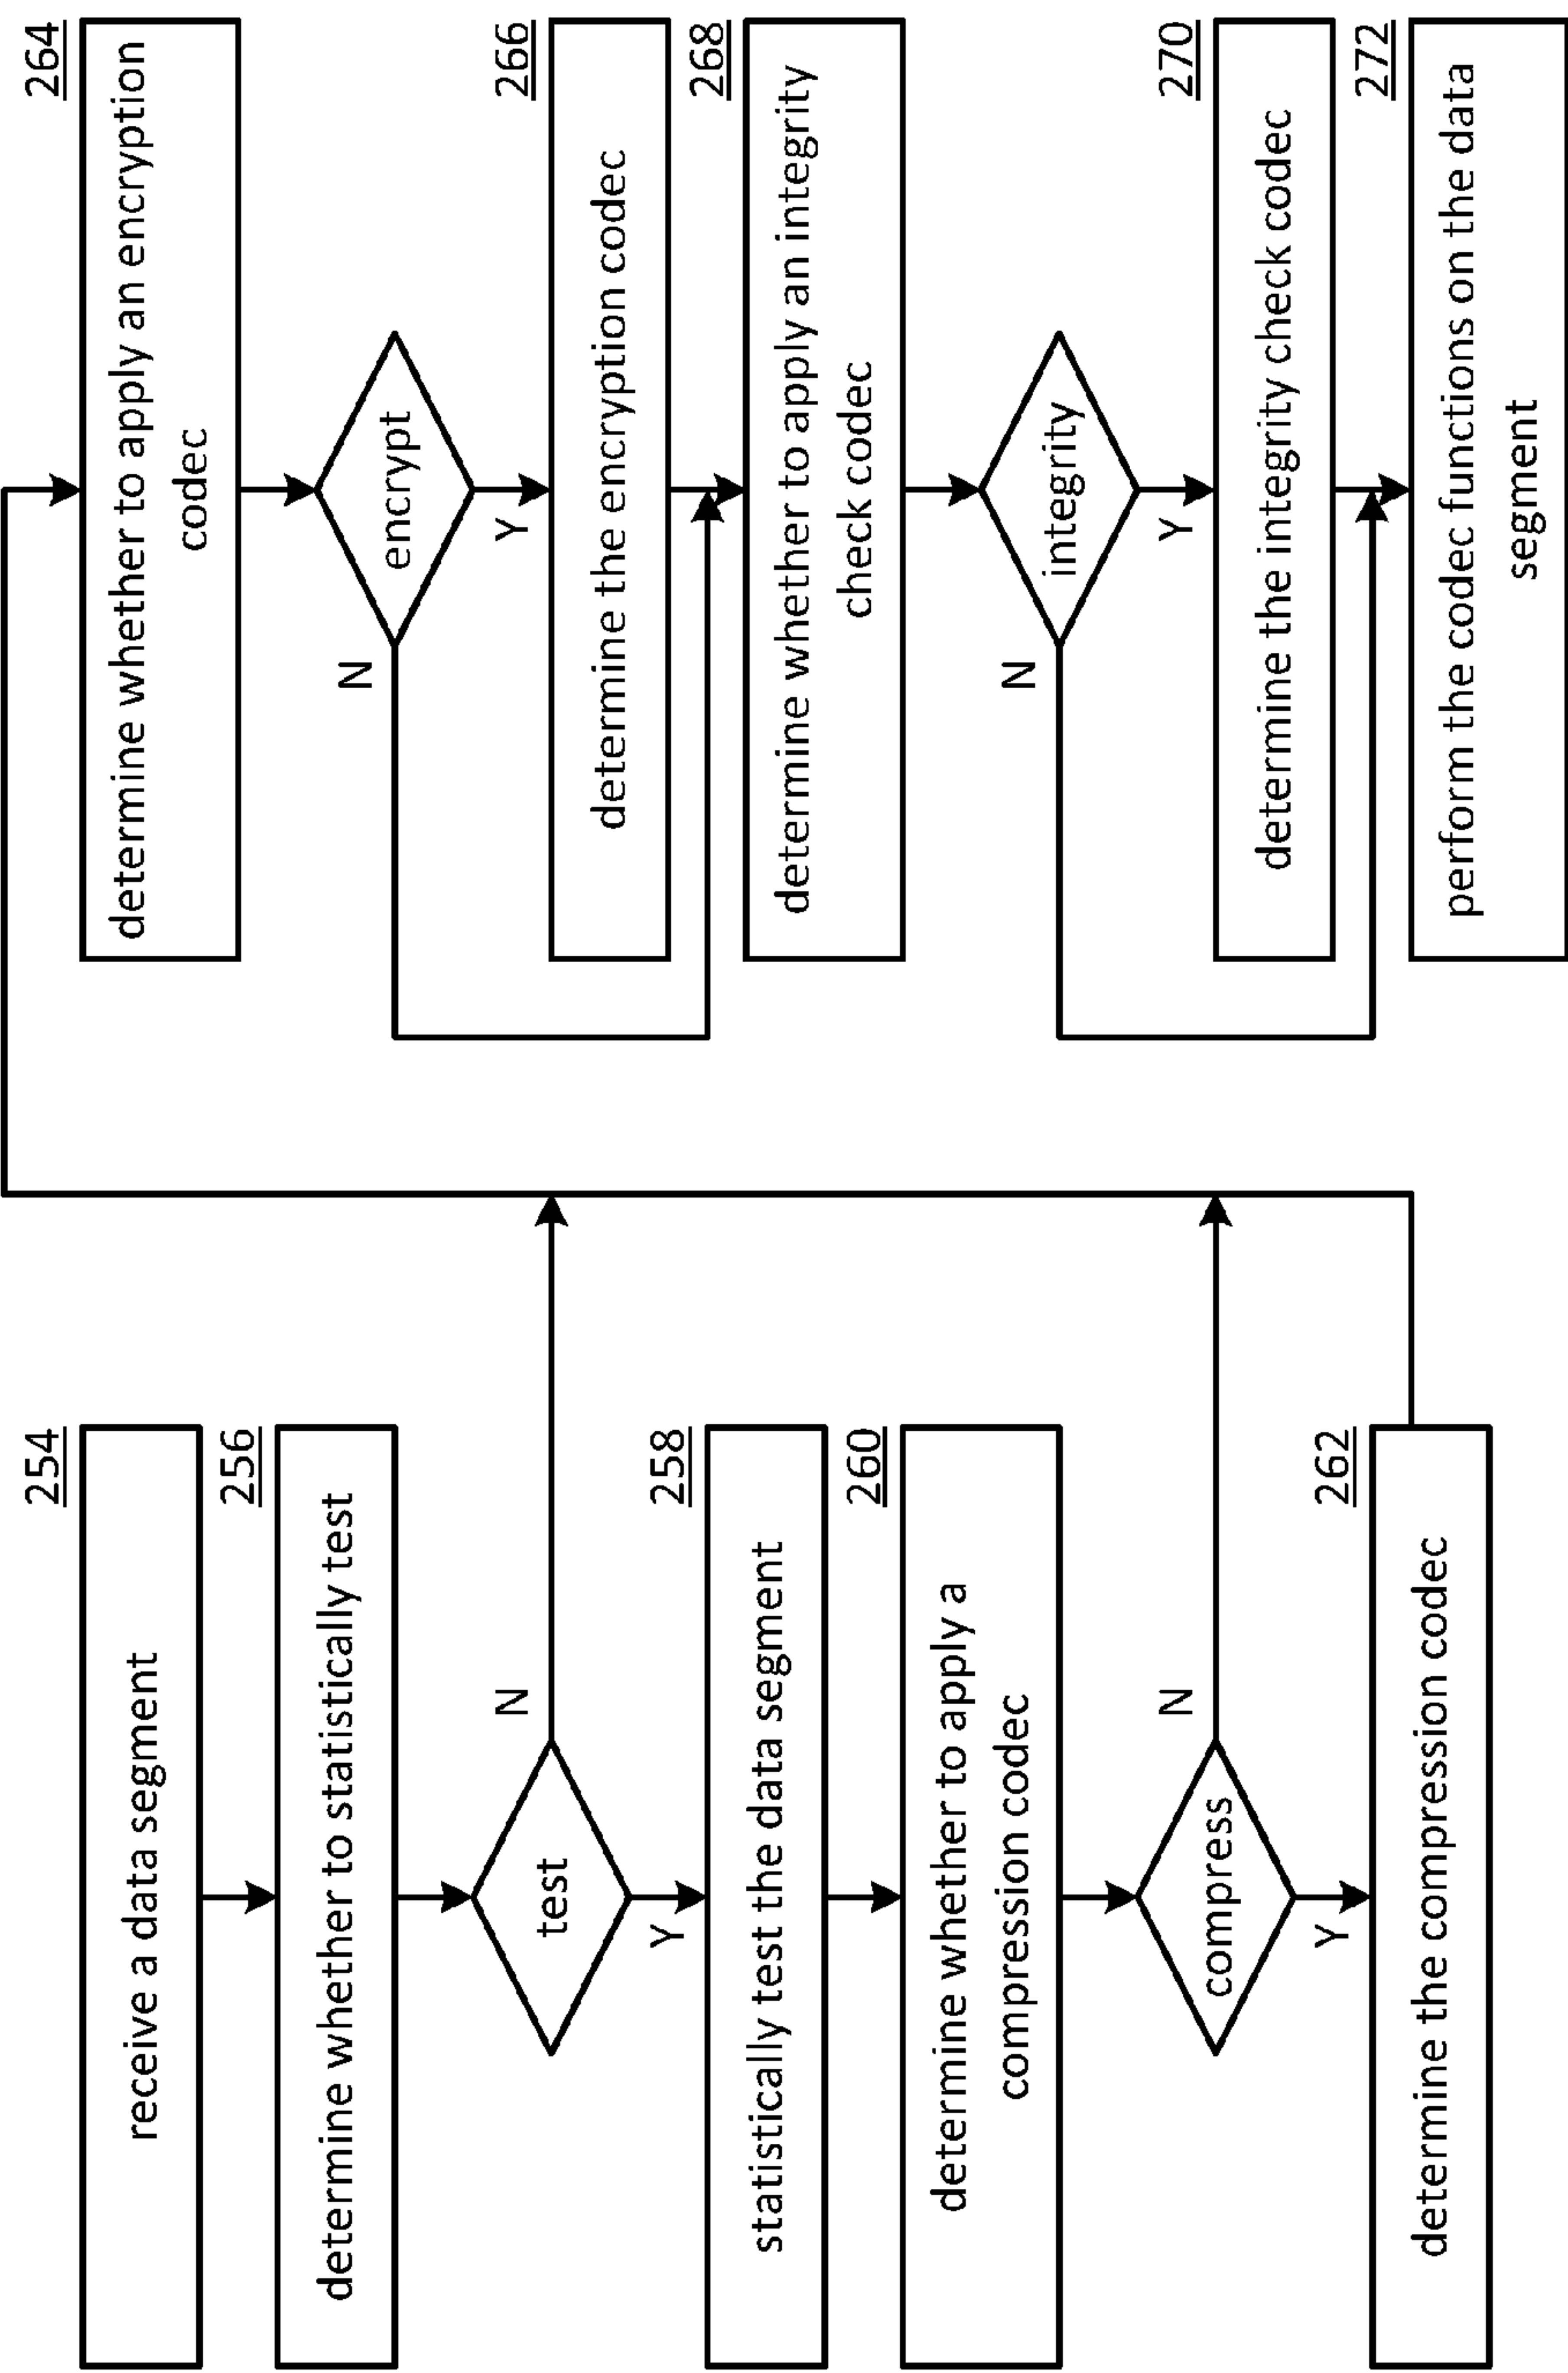 254
receive a data segment
256
determine whether to statistically test
test
N
Y
258
statistically test the data segment
260
determine whether to apply a
compression codec
compress
N
Y
262
determine the compression codec
264
determine whether to apply an encryption
codec
encrypt
N
Y
266
determine the encryption codec
268
determine whether to apply an integrity
check codec
integrity
N
Y
270
determine the integrity check codec
272
perform the codec functions on the data
segment